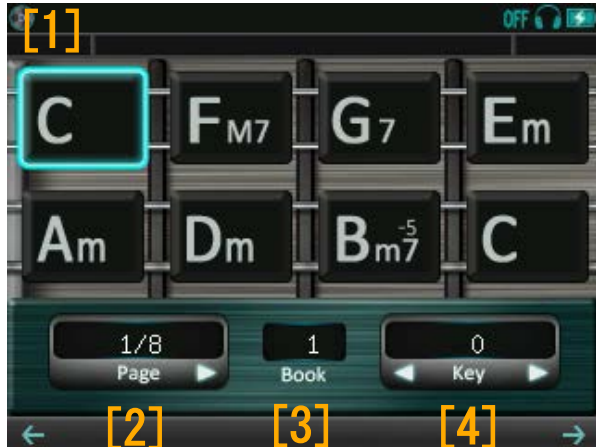 [1] OFF
C FM7 G7 Em
Am Dm Bm7-5 C
1/8 1 0
Page Book Key
[2] [3] [4]